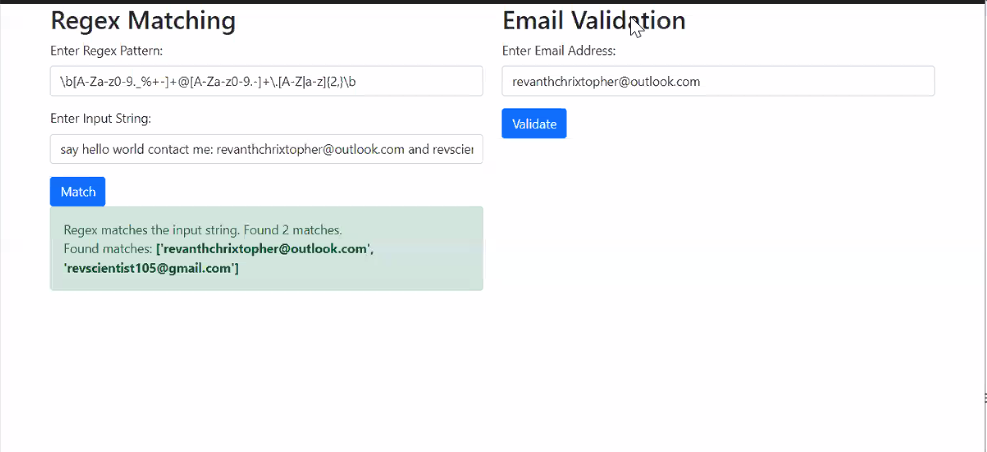 Regex Matching
Enter Regex Pattern:
\b[A-Za-z0-9._%+-]+@[A-Za-z0-9.-]+\.[A-Z|a-z]{2,}\b
Enter Input String:
say hello world contact me: revanthchrixtopher@outlook.com and revscier
Match
Regex matches the input string. Found 2 matches.
Found matches: ['revanthchrixtopher@outlook.com',
'revscientist105@gmail.com']
Email Validation
Enter Email Address:
revanthchrixtopher@outlook.com
Validate